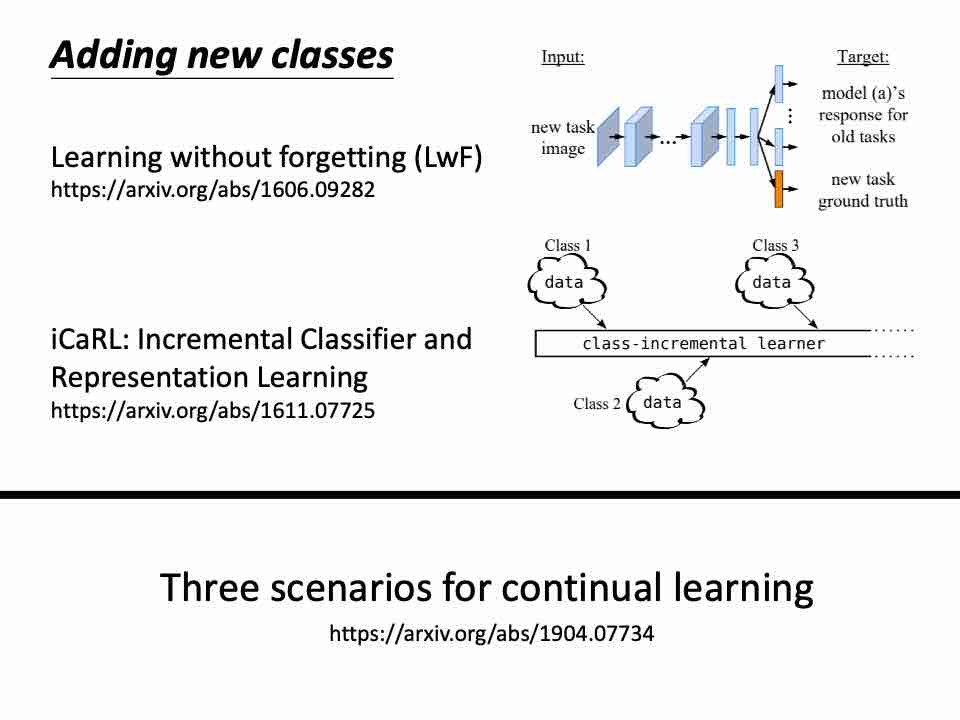 Adding new classes
Learning without forgetting (LwF)
https://arxiv.org/abs/1606.09282
Input:
Target:
new task
image
...
model (a)'s
response for
old tasks
new task
ground truth
iCaRL: Incremental Classifier and
Representation Learning
https://arxiv.org/abs/1611.07725
Class 1
data
Class 3
data
class-incremental learner
Class 2
data
Three scenarios for continual learning
https://arxiv.org/abs/1904.07734